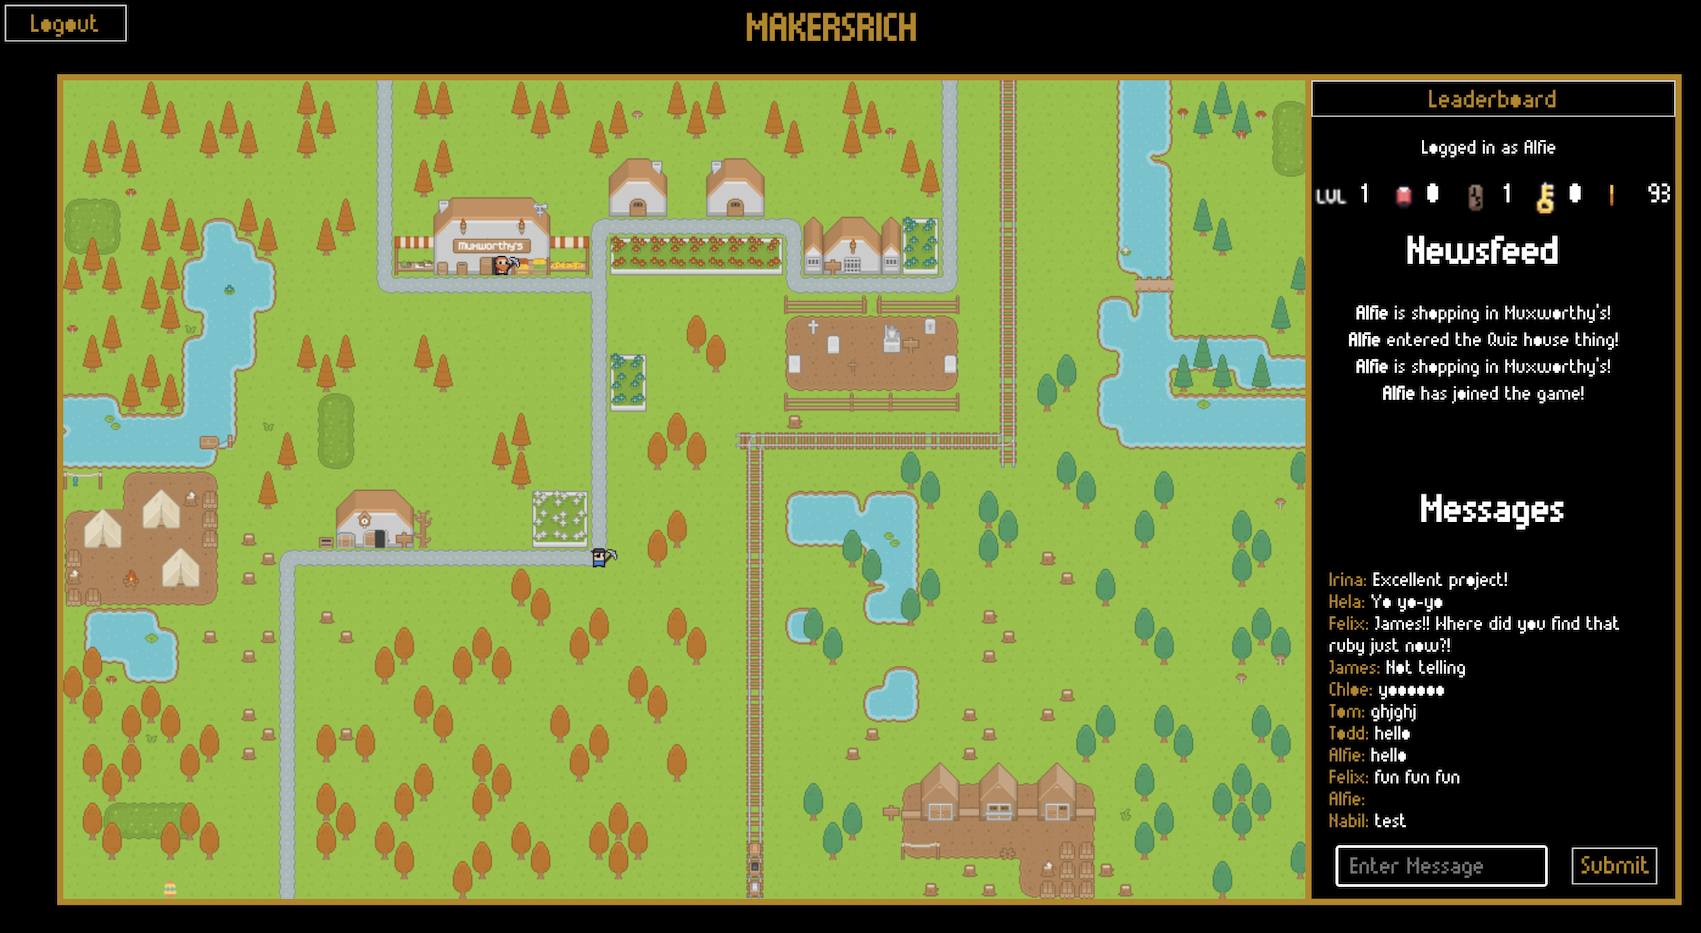 Logout
MAKERSRICH
Muxworthy's
Leaderboard
Logged in as Alfie
LVL 1 0 1 0 93
Newsfeed
Alfie is shopping in Muxworthy's!
Alfie entered the Quiz house thing!
Alfie is shopping in Muxworthy's!
Alfie has joined the game!
Messages
Irina: Excellent project!
Hela: Yo yo-yo
Felix: James!! Where did you find that
ruby just now?!
James: Not telling
Chloe: yoooooo
Tom: ghjghj
Todd: hello
Alfie: hello
Felix: fun fun fun
Alfie:
Nabil: test
Enter Message
Submit